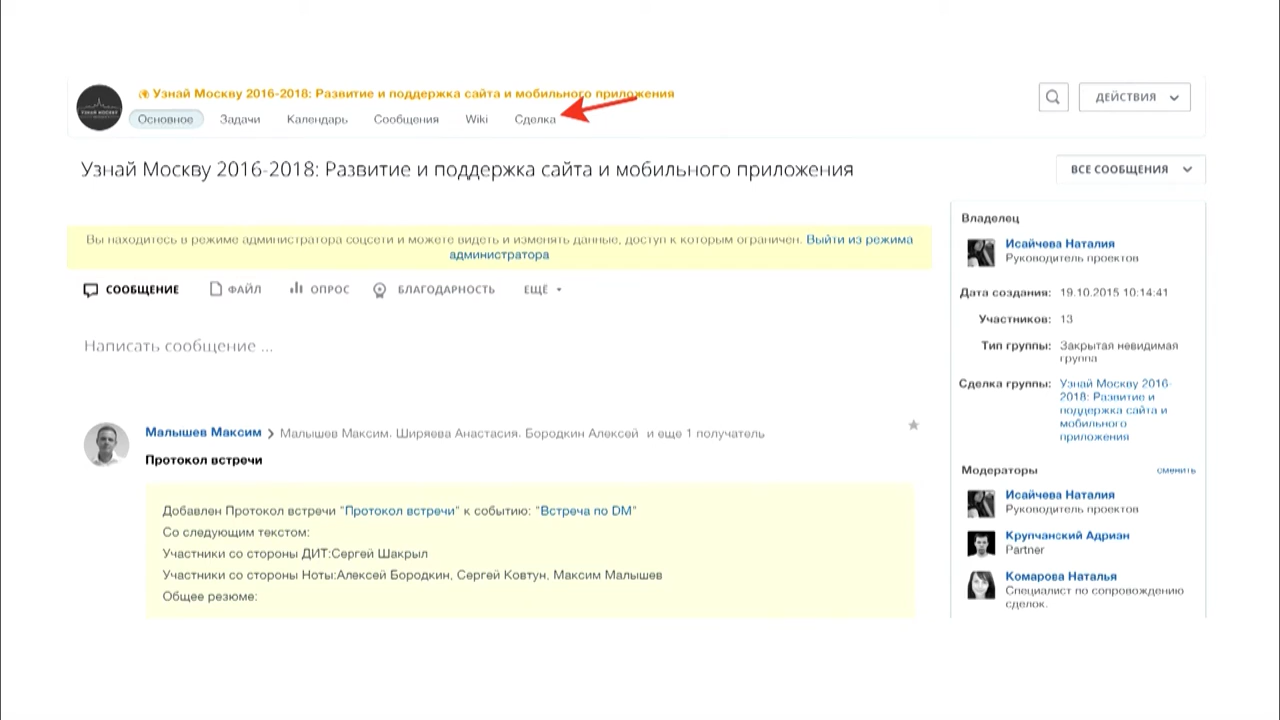 Узнай Москву 2016-2018: Развитие и поддержка сайта и мобильного приложения
Основное Задачи Календарь Сообщения Wiki Сделка
ДЕЙСТВИЯ
Узнай Москву 2016-2018: Развитие и поддержка сайта и мобильного приложения
ВСЕ СООБЩЕНИЯ
Вы находитесь в режиме администратора соцсети и можете видеть и изменять данные, доступ к которым ограничен. Выйти из режима
администратора
СООБЩЕНИЕ ФАЙЛ ОПРОС БЛАГОДАРНОСТЬ ЕЩЁ
Написать сообщение ...
Малышев Максим > Малышев Максим. Ширяева Анастасия. Бородкин Алексей и еще 1 получатель
Протокол встречи
Добавлен Протокол встречи "Протокол встречи" к событию: "Встреча по DM"
Со следующим текстом:
Участники со стороны ДИТ:Сергей Шакрыл
Участники со стороны Ноты:Алексей Бородкин, Сергей Ковтун, Максим Малышев
Общее резюме:
Владелец
Исайчева Наталия
Руководитель проектов
Дата создания: 19.10.2015 10:14:41
Участников: 13
Тип группы: Закрытая невидимая
группа
Сделка группы: Узнай Москву 2016-
2018: Развитие и
поддержка сайта и
мобильного
приложения
Модераторы сменить
Исайчева Наталия
Руководитель проектов
Крупчанский Адриан
Partner
Комарова Наталья
Специалист по сопровождению
сделок.